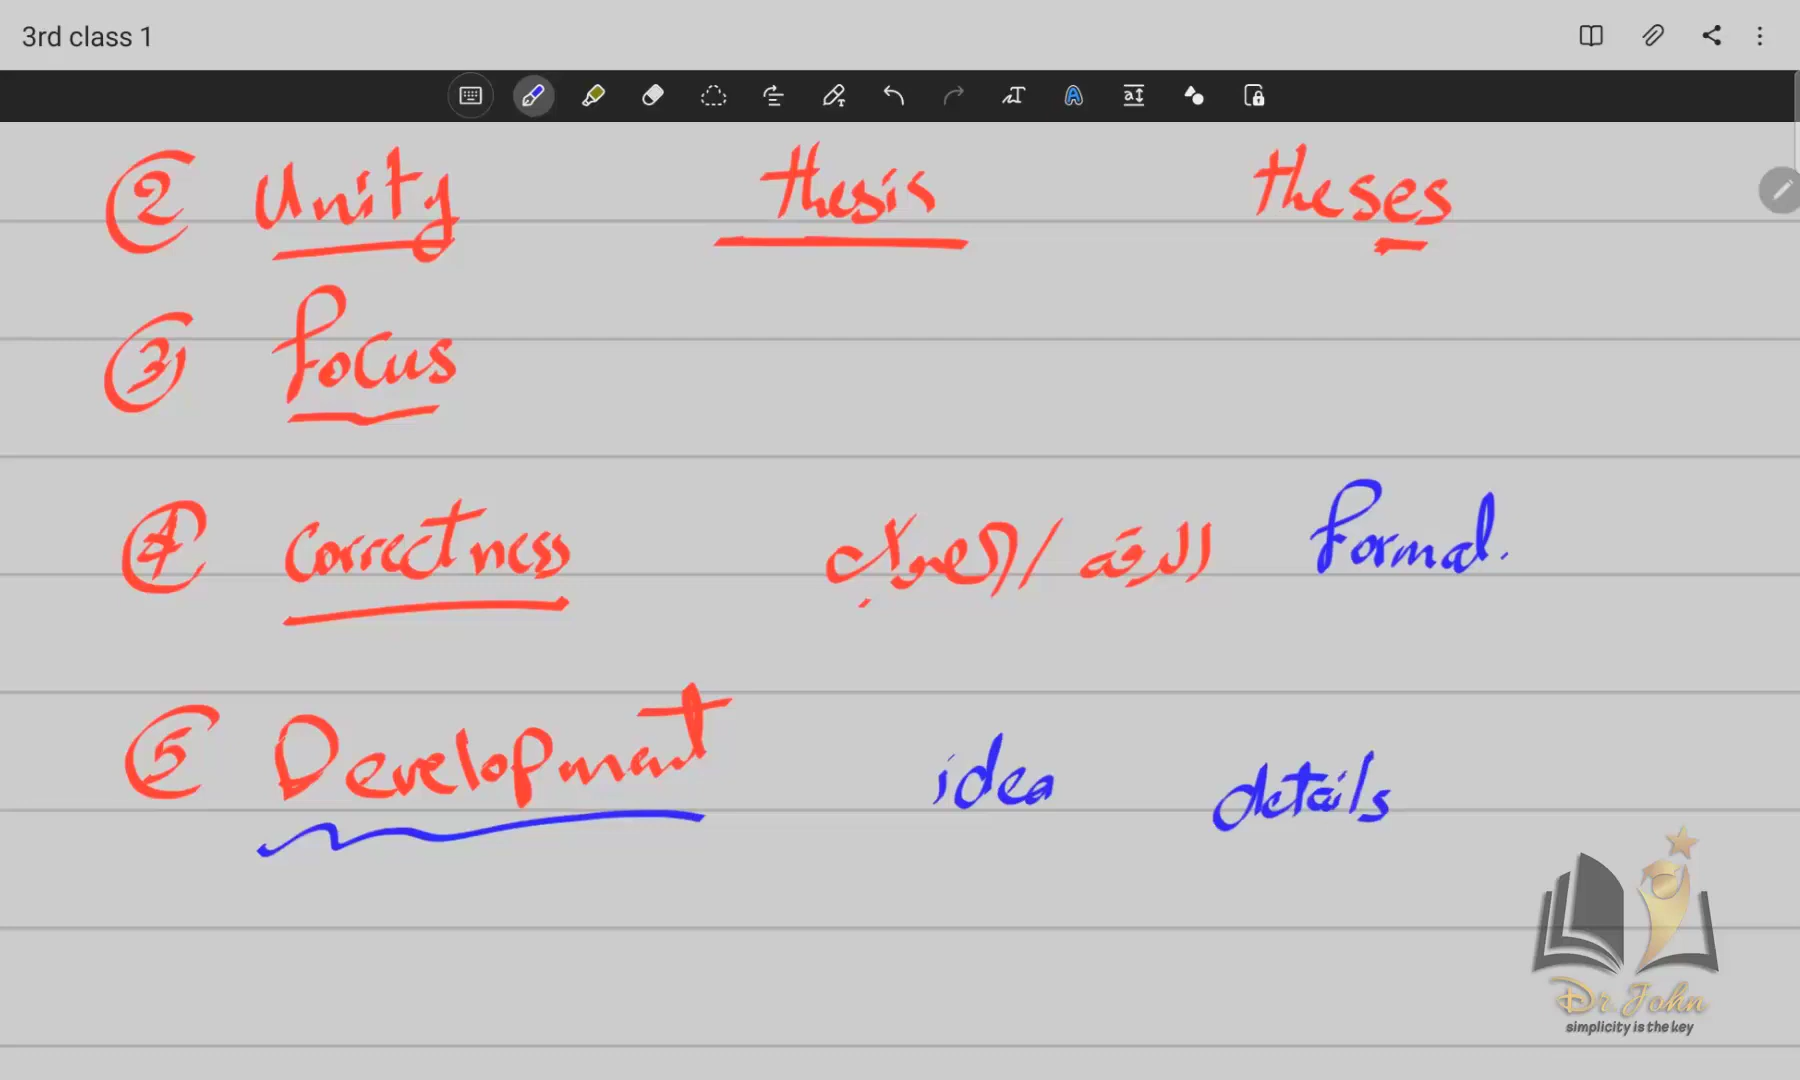 3rd class 1
② Unity thesis theses
③ Focus
④ Correctness الدقة / الصواب Formal.
⑤ Development idea details
Dr. John
simplicity is the key